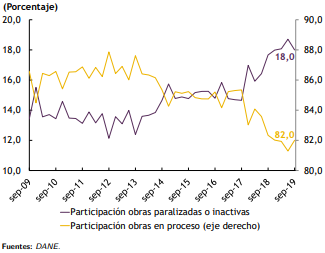 (Porcentaje)
20,0 90,0
18,0 88,0
18,0
16,0 86,0
14,0 84,0
82,0
12,0 82,0
10,0 80,0
sep-09 sep-10 sep-11 sep-12 sep-13 sep-14 sep-15 sep-16 sep-17 sep-18 sep-19
Participación obras paralizadas o inactivas
Participación obras en proceso (eje derecho)
Fuentes: DANE.